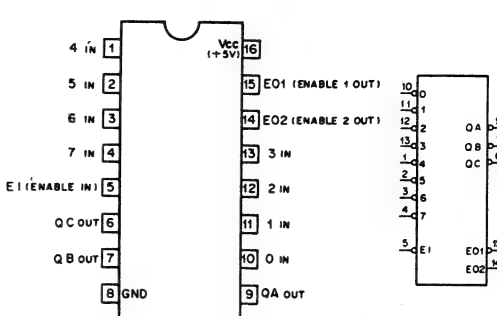 4 IN 1
5 IN 2
6 IN 3
7 IN 4
EI (ENABLE IN) 5
QC OUT 6
QB OUT 7
8 GND
VCC 16
(+5V)
15 EO1 (ENABLE 1 OUT)
14 EO2 (ENABLE 2 OUT)
13 3 IN
12 2 IN
11 1 IN
10 0 IN
9 QA OUT
10 0
11 1
12 2 QA
13 3 QB
1 4 QC
2 5
3 6
4 7
5 EI EO1
EO2